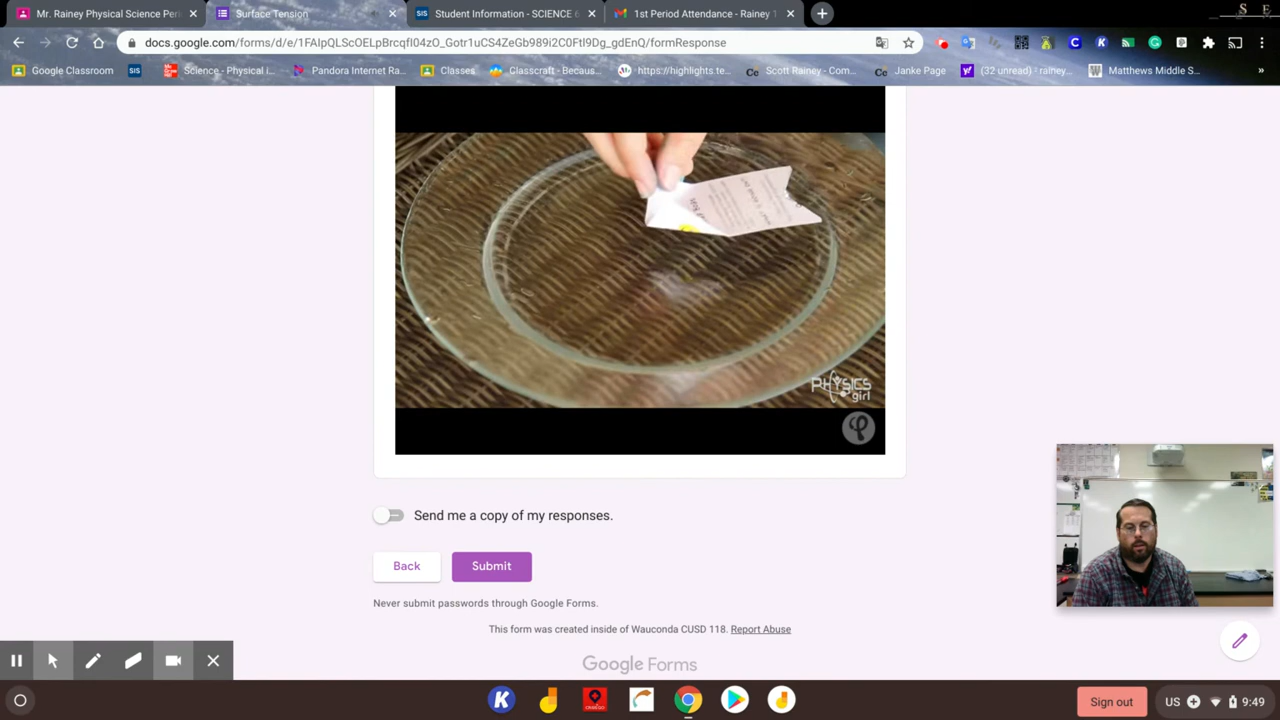 S E
Mr. Rainey Physical Science Per
Surface Tension
Student Information - SCIENCE 6
1st Period Attendance - Rainey 1
docs.google.com/forms/d/e/1FAIpQLScOELpBrcqfI04zO_Gotr1uCS4ZeGb989i2C0Ftl9Dg_gdEnQ/formResponse
Google Classroom
SIS
Science - Physical i...
Pandora Internet Ra...
Classes
Classcraft - Becaus...
https://highlights.te...
Scott Rainey - Com...
Janke Page
(32 unread) - rainey...
Matthews Middle S...
»
PHYSICS
girl
Send me a copy of my responses.
Back
Submit
Never submit passwords through Google Forms.
This form was created inside of Wauconda CUSD 118. Report Abuse
Google Forms
Sign out
US
9:49